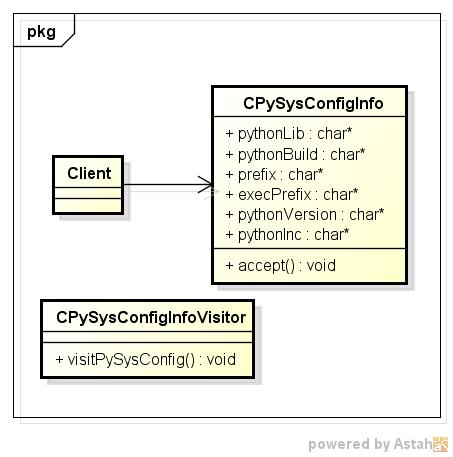 pkg
CPySysConfigInfo
+ pythonLib : char*
+ pythonBuild : char*
+ prefix : char*
+ execPrefix : char*
+ pythonVersion : char*
+ pythonInc : char*
+ accept() : void
Client
CPySysConfigInfoVisitor
+ visitPySysConfig() : void
powered by Astah